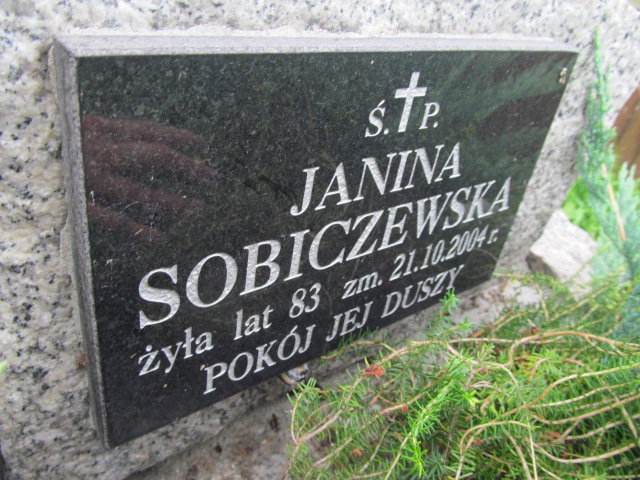 Ś. P.
JANINA
SOBICZEWSKA
żyła lat 83 zm. 21.10.2004 r.
POKÓJ JEJ DUSZY